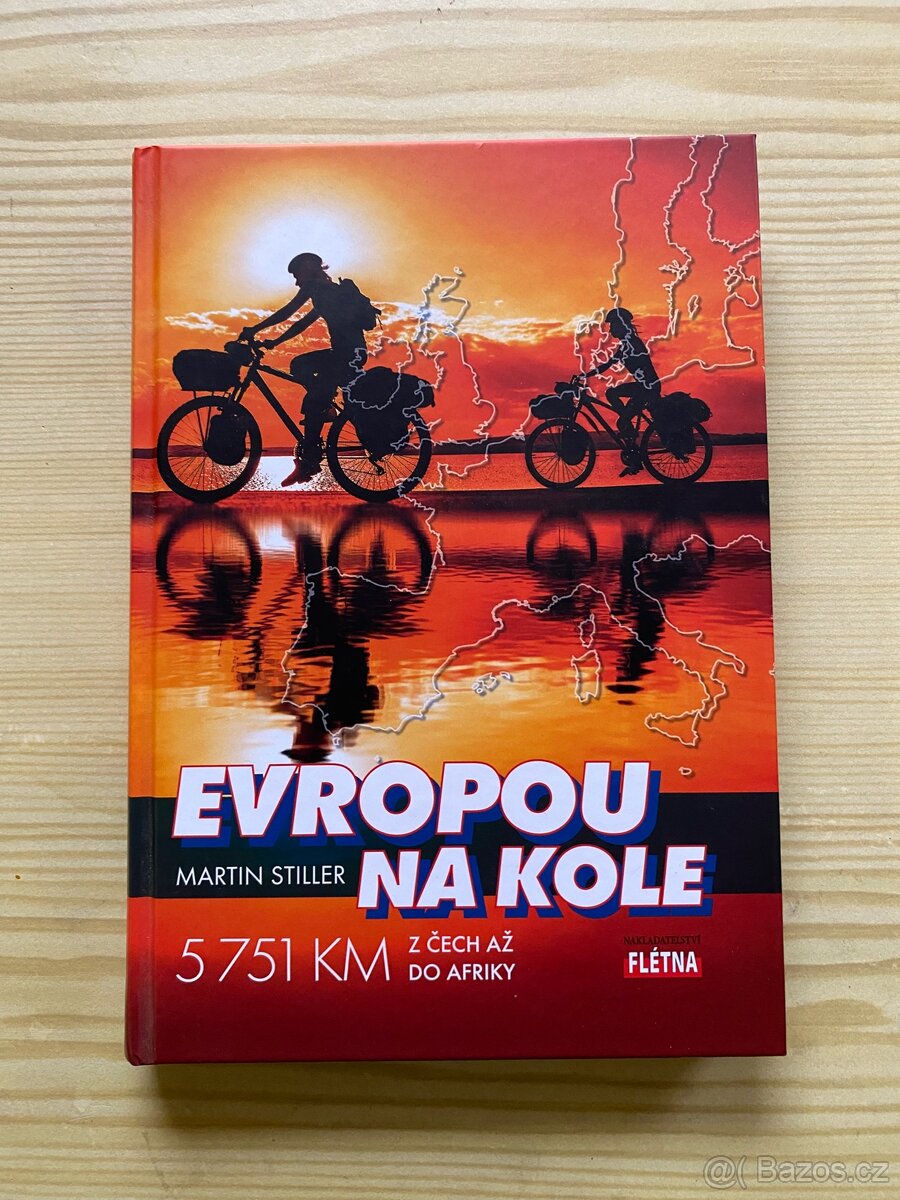 EVROPOU
MARTIN STILLER
NA KOLE
5 751 KM
Z ČECH AŽ
DO AFRIKY
NAKLADATELSTVÍ
FLÉTNA
@( Bazos.cz